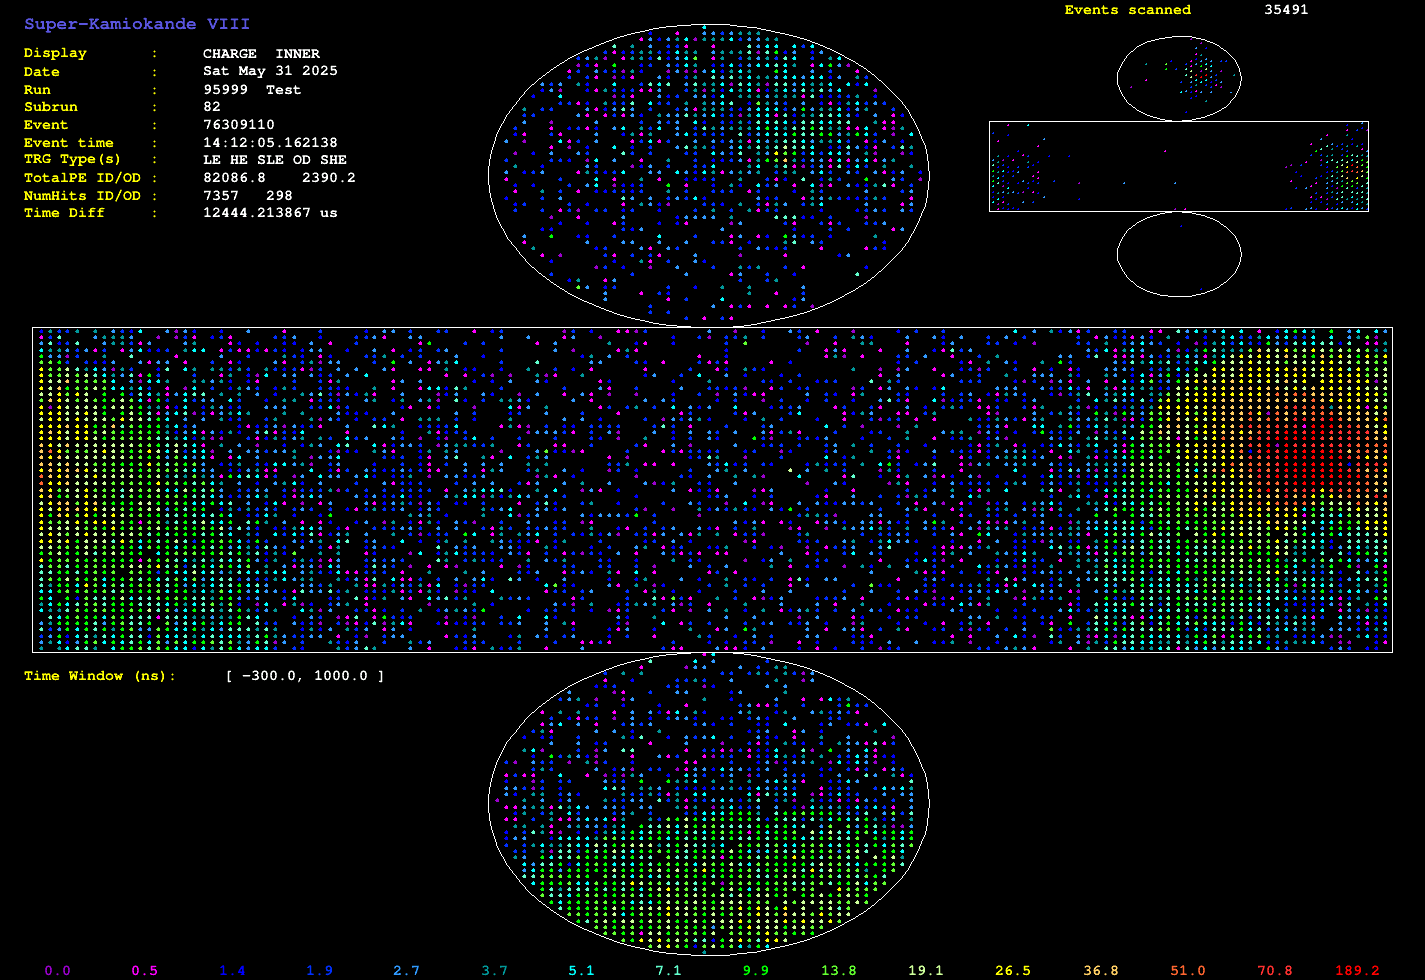 Super-Kamiokande VIII
Events scanned 35491
Display : CHARGE INNER
Date : Sat May 31 2025
Run : 95999 Test
Subrun : 82
Event : 76309110
Event time : 14:12:05.162138
TRG Type(s) : LE HE SLE OD SHE
TotalPE ID/OD : 82086.8 2390.2
NumHits ID/OD : 7357 298
Time Diff : 12444.213867 us
Time Window (ns): [ -300.0, 1000.0 ]
0.0 0.5 1.4 1.9 2.7 3.7 5.1 7.1 9.9 13.8 19.1 26.5 36.8 51.0 70.8 189.2